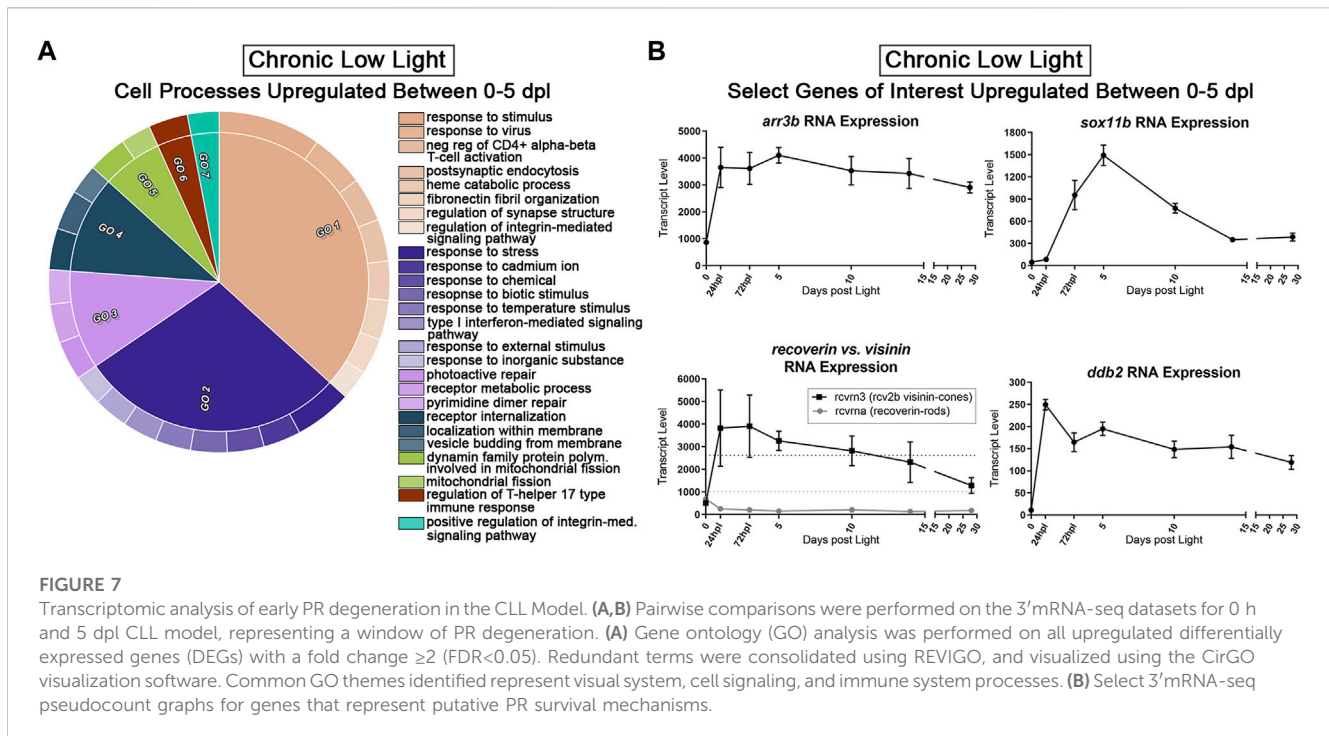 A
Chronic Low Light
Cell Processes Upregulated Between 0-5 dpl
GO 1
GO 2
GO 3
GO 4
GO 5
GO 6
GO 7
response to stimulus
response to virus
neg reg of CD4+ alpha-beta
T-cell activation
postsynaptic endocytosis
heme catabolic process
fibronectin fibril organization
regulation of synapse structure
regulation of integrin-mediated
signaling pathway
response to stress
response to cadmium ion
response to chemical
resopnse to biotic stimulus
response to temperature stimulus
type I interferon-mediated signaling
pathway
response to external stimulus
response to inorganic substance
photoactive repair
receptor metabolic process
pyrimidine dimer repair
receptor internalization
localization within membrane
vesicle budding from membrane
dynamin family protein polym.
involved in mitochondrial fission
mitochondrial fission
regulation of T-helper 17 type
immune response
positive regulation of integrin-med.
signaling pathway
B
Chronic Low Light
Select Genes of Interest Upregulated Between 0-5 dpl
arr3b RNA Expression
Transcript Level
5000
4000
3000
2000
1000
0
0 24hpl 72hpl 5 10 15 15 20 25 30
Days post Light
sox11b RNA Expression
Transcript Level
1800
1500
1200
900
600
300
0
0 24hpl 72hpl 5 10 15 15 20 25 30
Days post Light
recoverin vs. visinin
RNA Expression
rcvrn3 (rcv2b visinin-cones)
rcvrna (recoverin-rods)
Transcript Level
6000
5000
4000
3000
2000
1000
0
0 24hpl 72hpl 5 10 15 15 20 25 30
Days post Light
ddb2 RNA Expression
Transcript Level
300
250
200
150
100
50
0
0 24hpl 72hpl 5 10 15 15 20 25 30
Days post Light
FIGURE 7
Transcriptomic analysis of early PR degeneration in the CLL Model. (A,B) Pairwise comparisons were performed on the 3′mRNA-seq datasets for 0 h
and 5 dpl CLL model, representing a window of PR degeneration. (A) Gene ontology (GO) analysis was performed on all upregulated differentially
expressed genes (DEGs) with a fold change ≥2 (FDR<0.05). Redundant terms were consolidated using REVIGO, and visualized using the CirGO
visualization software. Common GO themes identified represent visual system, cell signaling, and immune system processes. (B) Select 3′mRNA-seq
pseudocount graphs for genes that represent putative PR survival mechanisms.